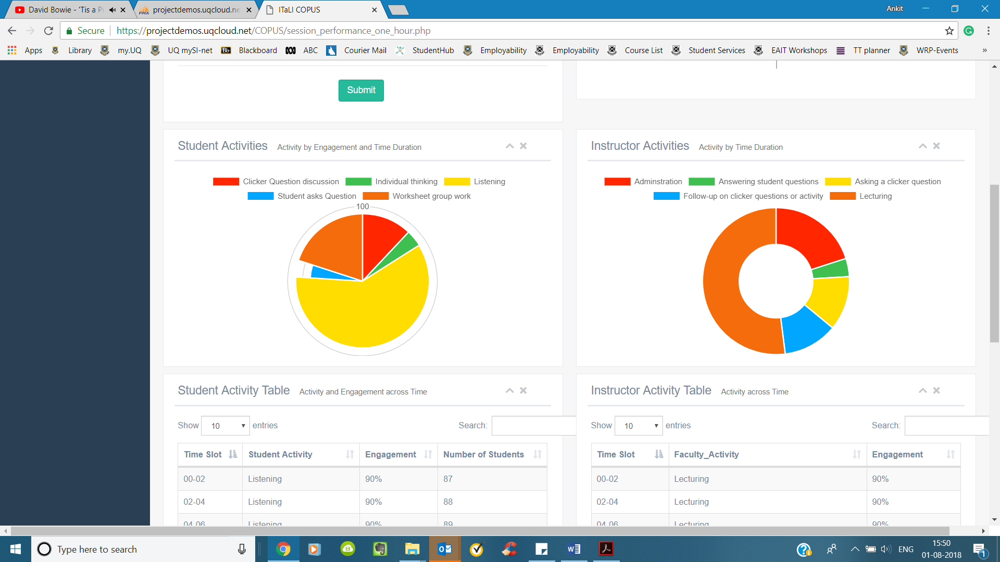 David Bowie - 'Tis a P
projectdemos.uqcloud.ne
ITaLI COPUS
Ankit
Secure
https://projectdemos.uqcloud.net/COPUS/session_performance_one_hour.php
Apps Library my.UQ UQ mySI-net Bb Blackboard ABC Courier Mail StudentHub Employability Employability Course List Student Services EAIT Workshops TT planner WRP-Events »
Submit
Student Activities Activity by Engagement and Time Duration
Clicker Question discussion Individual thinking Listening
Student asks Question Worksheet group work
100
Instructor Activities Activity by Time Duration
Adminstration Answering student questions Asking a clicker question
Follow-up on clicker questions or activity Lecturing
Student Activity Table Activity and Engagement across Time
Show 10 entries Search:
Time Slot Student Activity Engagement Number of Students
00-02 Listening 90% 87
02-04 Listening 90% 88
04-06 Listening 90% 89
Instructor Activity Table Activity across Time
Show 10 entries Search:
Time Slot Faculty_Activity Engagement
00-02 Lecturing 90%
02-04 Lecturing 90%
04-06 Lecturing 90%
Type here to search
ENG
15:50
01-08-2018
1